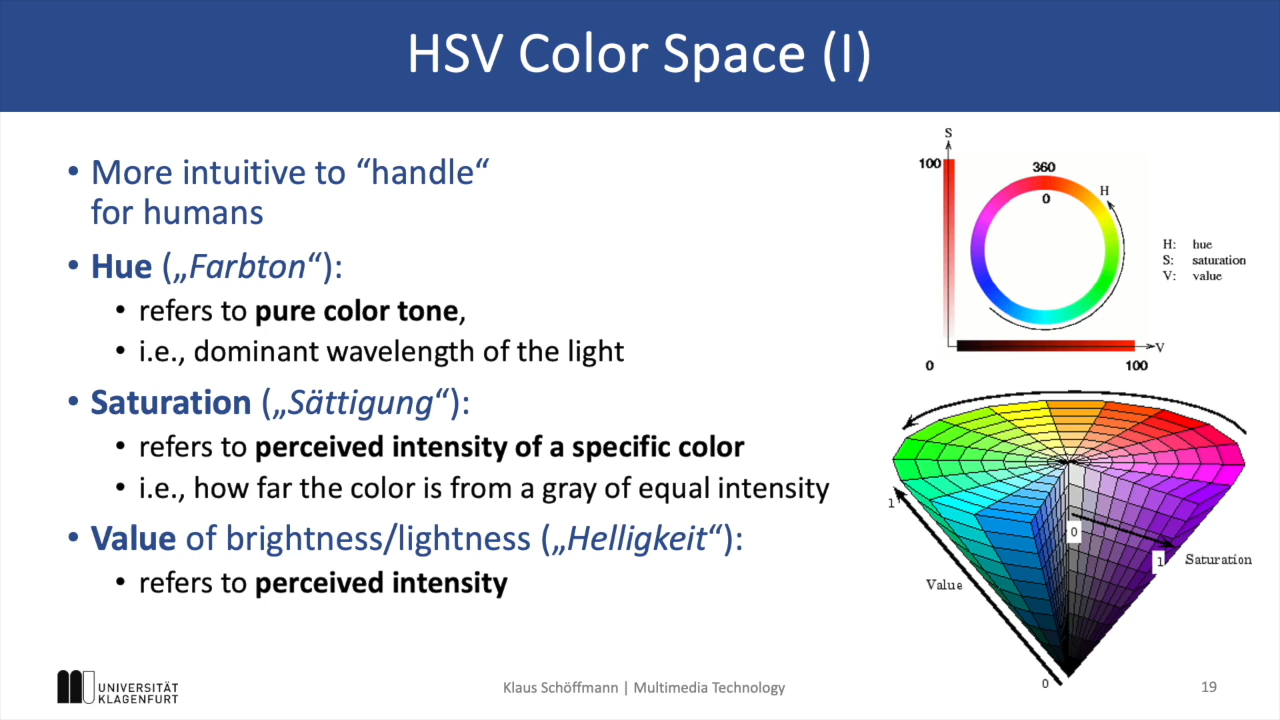 HSV Color Space (I)
• More intuitive to “handle“
for humans
• Hue („Farbton“):
• refers to pure color tone,
• i.e., dominant wavelength of the light
• Saturation („Sättigung“):
• refers to perceived intensity of a specific color
• i.e., how far the color is from a gray of equal intensity
• Value of brightness/lightness („Helligkeit“):
• refers to perceived intensity
S
100
360
0
H
H: hue
S: saturation
V: value
V
0
100
1
0
1
Saturation
Value
0
UNIVERSITÄT
KLAGENFURT
Klaus Schöffmann | Multimedia Technology
19